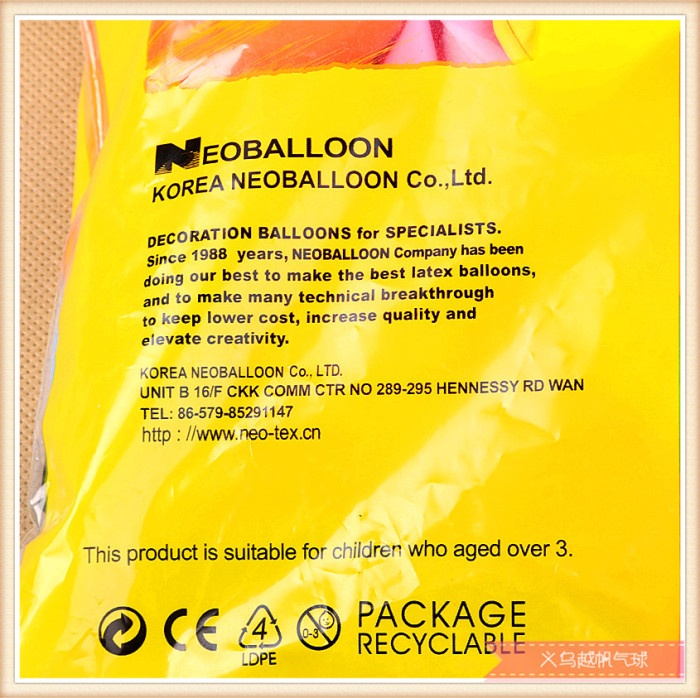 NEOBALLOON
KOREA NEOBALLOON Co.,Ltd.
DECORATION BALLOONS for SPECIALISTS.
Since 1988 years, NEOBALLOON Company has been
doing our best to make the best latex balloons,
and to make many technical breakthrough
to keep lower cost, increase quality and
elevate creativity.
KOREA NEOBALLOON Co., LTD.
UNIT B 16/F CKK COMM CTR NO 289-295 HENNESSY RD WAN
TEL: 86-579-85291147
http : //www.neo-tex.cn
This product is suitable for children who aged over 3.
CE
4
LDPE
0-3
PACKAGE
RECYCLABLE
义乌越帆气球